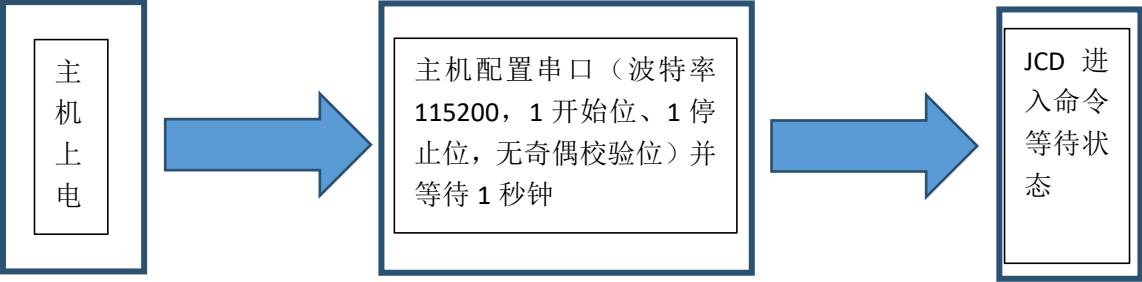 主
机
上
电
主机配置串口（波特率
115200，1 开始位、1 停
止位，无奇偶校验位）并
等待 1 秒钟
JCD 进
入命令
等待状
态